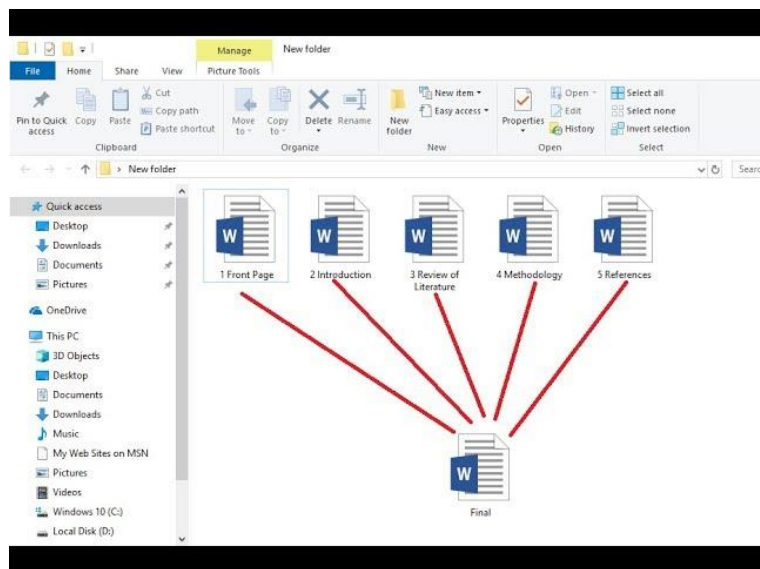 Manage
New folder
File
Home
Share
View
Picture Tools
Pin to Quick access
Copy
Paste
Cut
Copy path
Paste shortcut
Clipboard
Move to
Copy to
Delete
Rename
Organize
New folder
New item
Easy access
New
Properties
Open
Edit
History
Open
Select all
Select none
Invert selection
Select
New folder
Searc
Quick access
Desktop
Downloads
Documents
Pictures
OneDrive
This PC
3D Objects
Desktop
Documents
Downloads
Music
My Web Sites on MSN
Pictures
Videos
Windows 10 (C:)
Local Disk (D:)
W
W
W
W
W
1 Front Page
2 Introduction
3 Review of
Literature
4 Methodology
5 References
W
Final